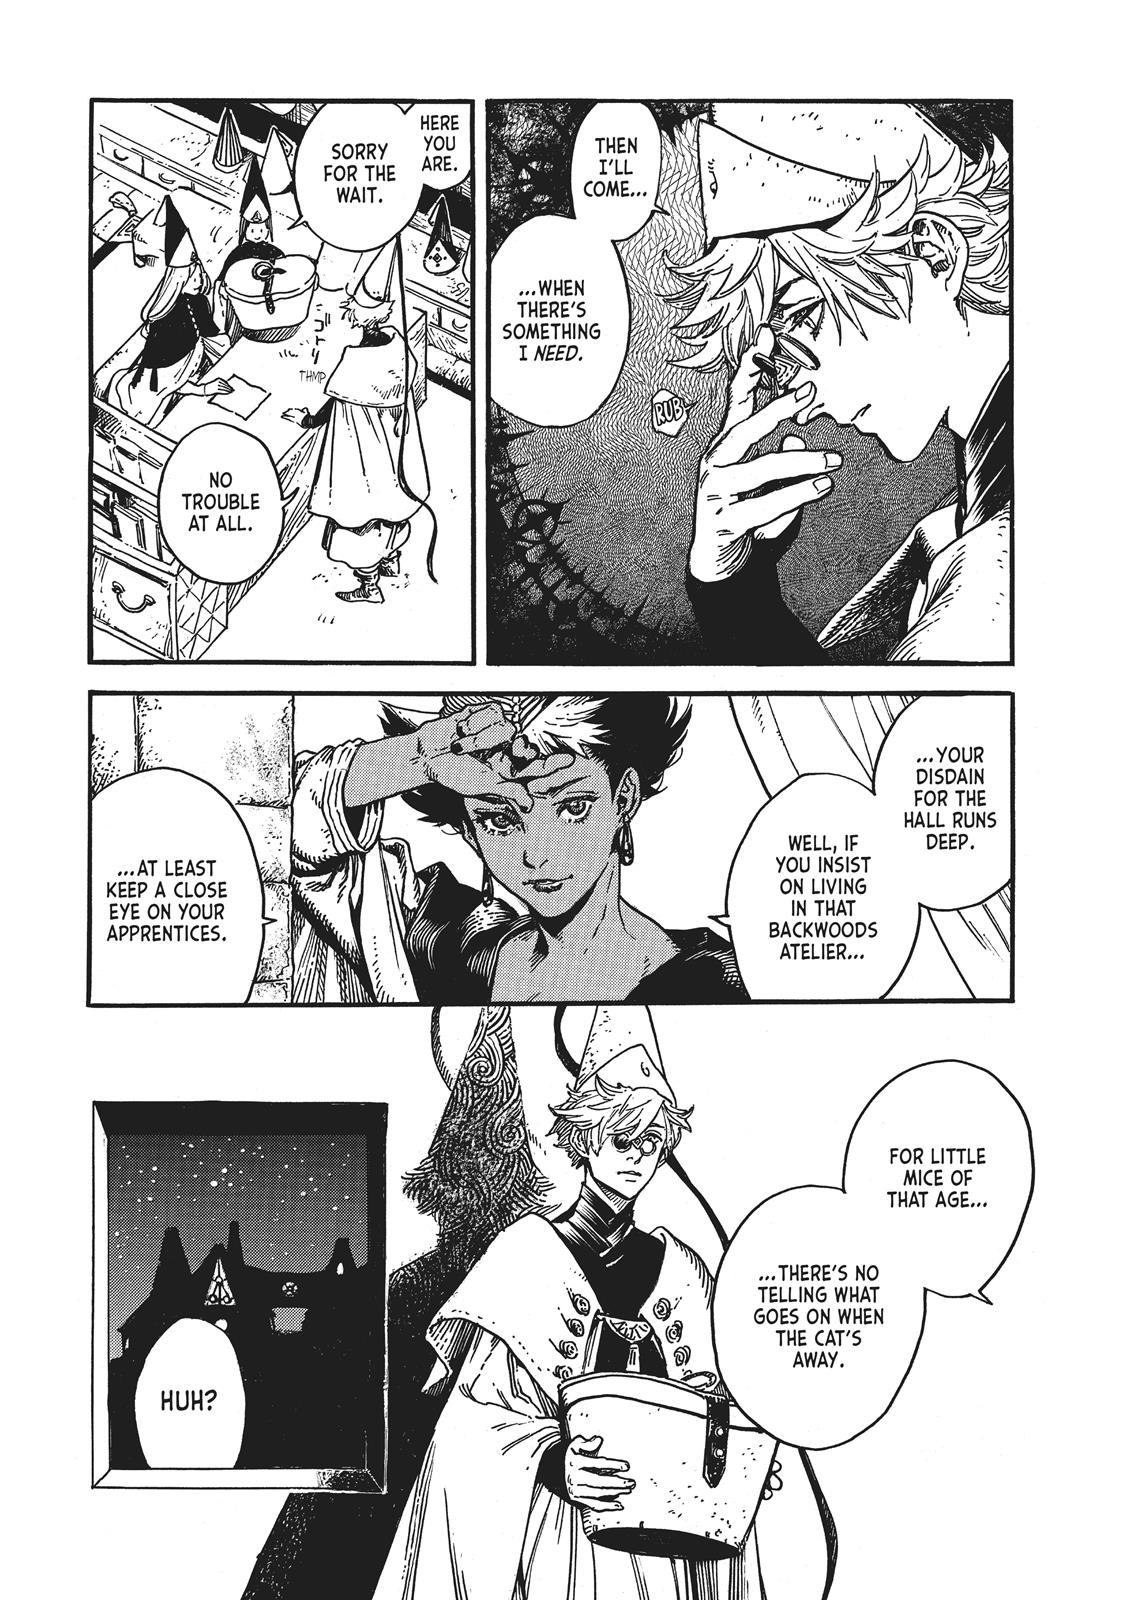 THEN
I'LL
COME...
...WHEN
THERE'S
SOMETHING
I NEED.
RUB
HERE
YOU
ARE.
SORRY
FOR THE
WAIT.
ゴトリ
THMP
NO
TROUBLE
AT ALL.
...YOUR
DISDAIN
FOR THE
HALL RUNS
DEEP.
WELL, IF
YOU INSIST
ON LIVING
IN THAT
BACKWOODS
ATELIER...
...AT LEAST
KEEP A CLOSE
EYE ON YOUR
APPRENTICES.
FOR LITTLE
MICE OF
THAT AGE...
...THERE'S NO
TELLING WHAT
GOES ON WHEN
THE CAT'S
AWAY.
HUH?